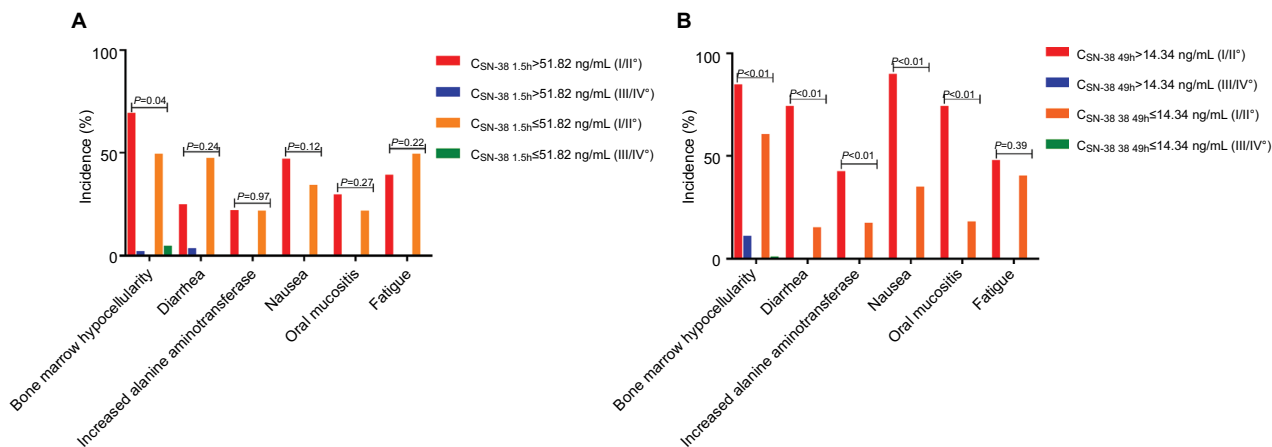 A
100
50
0
Incidence (%)
P=0.04
P=0.24
P=0.97
P=0.12
P=0.27
P=0.22
Bone marrow hypocellularity
Diarrhea
Increased alanine aminotransferase
Nausea
Oral mucositis
Fatigue
CSN-38 1.5h>51.82 ng/mL (I/II°)
CSN-38 1.5h>51.82 ng/mL (III/IV°)
CSN-38 1.5h≤51.82 ng/mL (I/II°)
CSN-38 1.5h≤51.82 ng/mL (III/IV°)
B
100
50
0
Incidence (%)
P<0.01
P<0.01
P<0.01
P<0.01
P<0.01
P=0.39
Bone marrow hypocellularity
Diarrhea
Increased alanine aminotransferase
Nausea
Oral mucositis
Fatigue
CSN-38 49h>14.34 ng/mL (I/II°)
CSN-38 49h>14.34 ng/mL (III/IV°)
CSN-38 38 49h≤14.34 ng/mL (I/II°)
CSN-38 38 49h≤14.34 ng/mL (III/IV°)